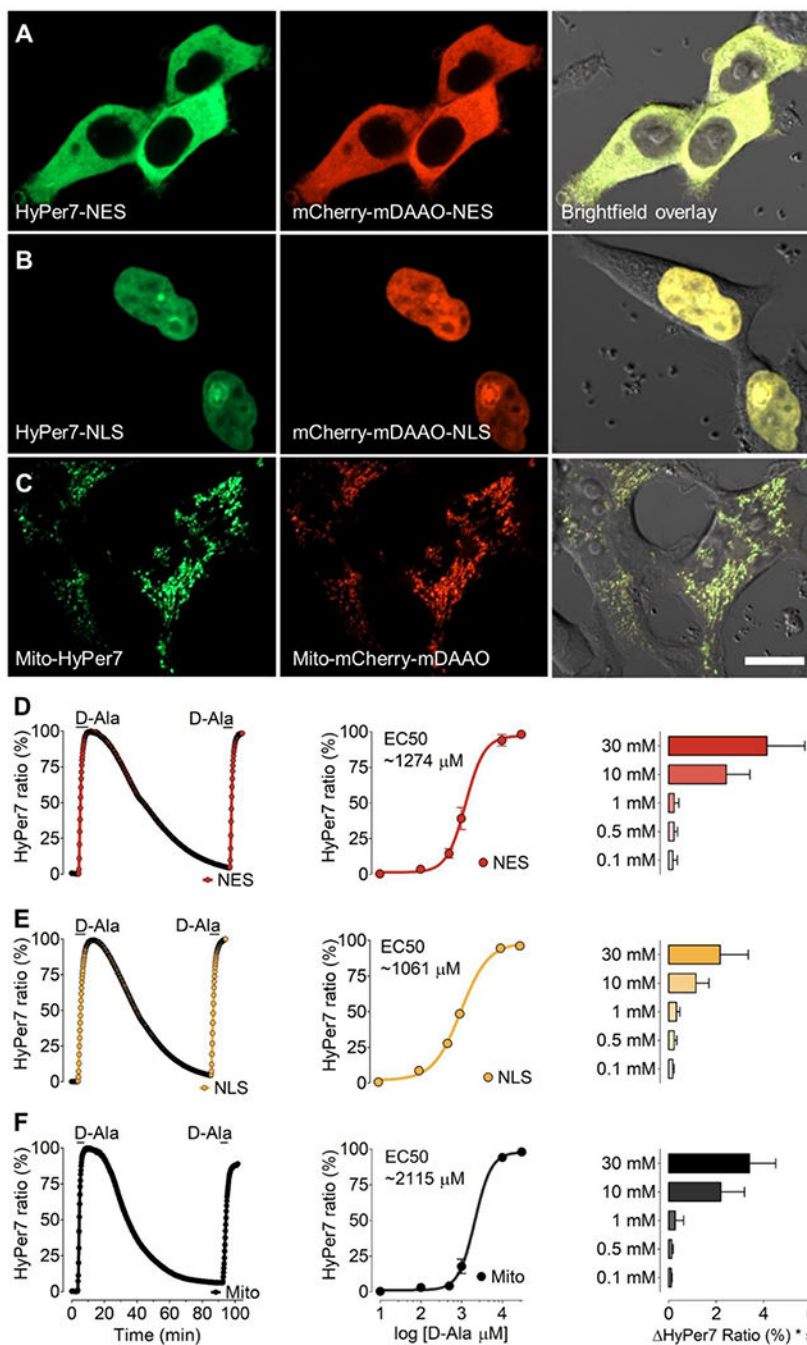 A
HyPer7-NES
mCherry-mDAAO-NES
Brightfield overlay
B
HyPer7-NLS
mCherry-mDAAO-NLS
C
Mito-HyPer7
Mito-mCherry-mDAAO
D
D-Ala
D-Ala
HyPer7 ratio (%)
100
75
50
25
0
NES
HyPer7 ratio (%)
100
75
50
25
0
EC50
~1274 μM
NES
30 mM
10 mM
1 mM
0.5 mM
0.1 mM
E
D-Ala
D-Ala
HyPer7 ratio (%)
100
75
50
25
0
NLS
HyPer7 ratio (%)
100
75
50
25
0
EC50
~1061 μM
NLS
30 mM
10 mM
1 mM
0.5 mM
0.1 mM
F
D-Ala
D-Ala
HyPer7 ratio (%)
100
75
50
25
0
Mito
0 20 40 60 80 100
Time (min)
HyPer7 ratio (%)
100
75
50
25
0
EC50
~2115 μM
Mito
0 1 2 3 4
log [D-Ala μM]
30 mM
10 mM
1 mM
0.5 mM
0.1 mM
0 2 4
ΔHyPer7 Ratio (%) *